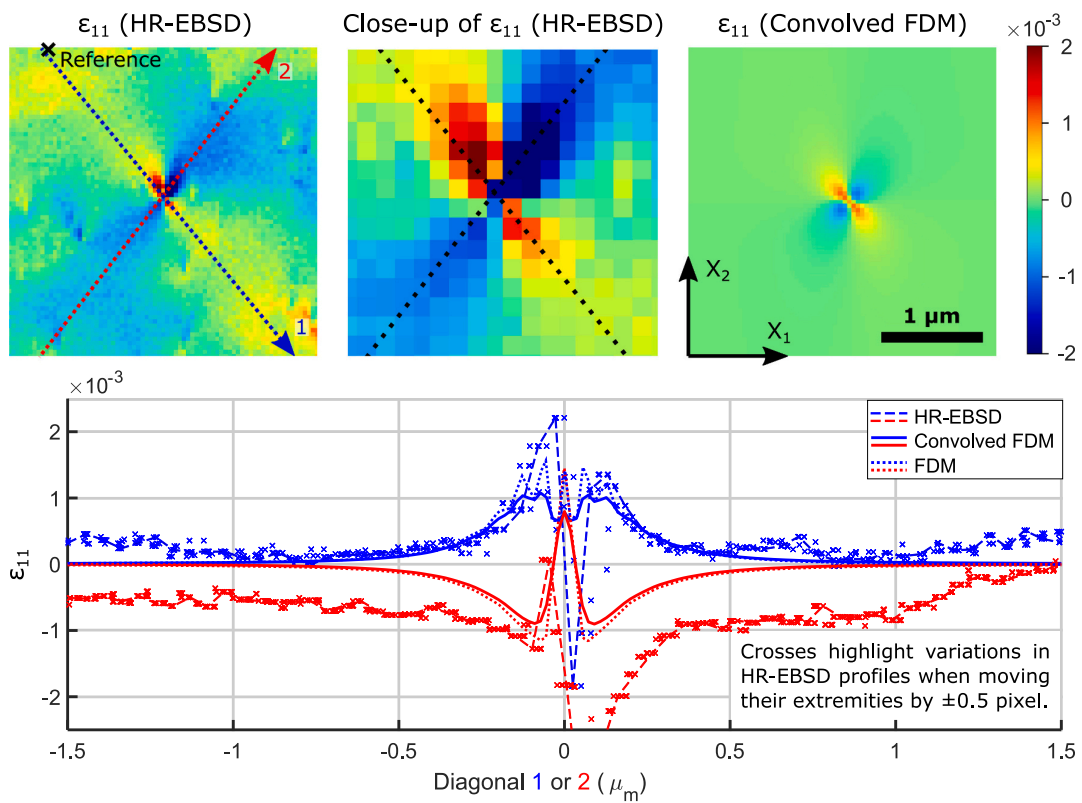 ε11 (HR-EBSD)
Close-up of ε11 (HR-EBSD)
ε11 (Convolved FDM)
×10-3
Reference
2
1
X2
X1
1 μm
2
1
0
-1
-2
×10-3
2
1
0
-1
-2
ε11
HR-EBSD
Convolved FDM
FDM
Crosses highlight variations in
HR-EBSD profiles when moving
their extremities by ±0.5 pixel.
-1.5
-1
-0.5
0
0.5
1
1.5
Diagonal 1 or 2 ( μm)